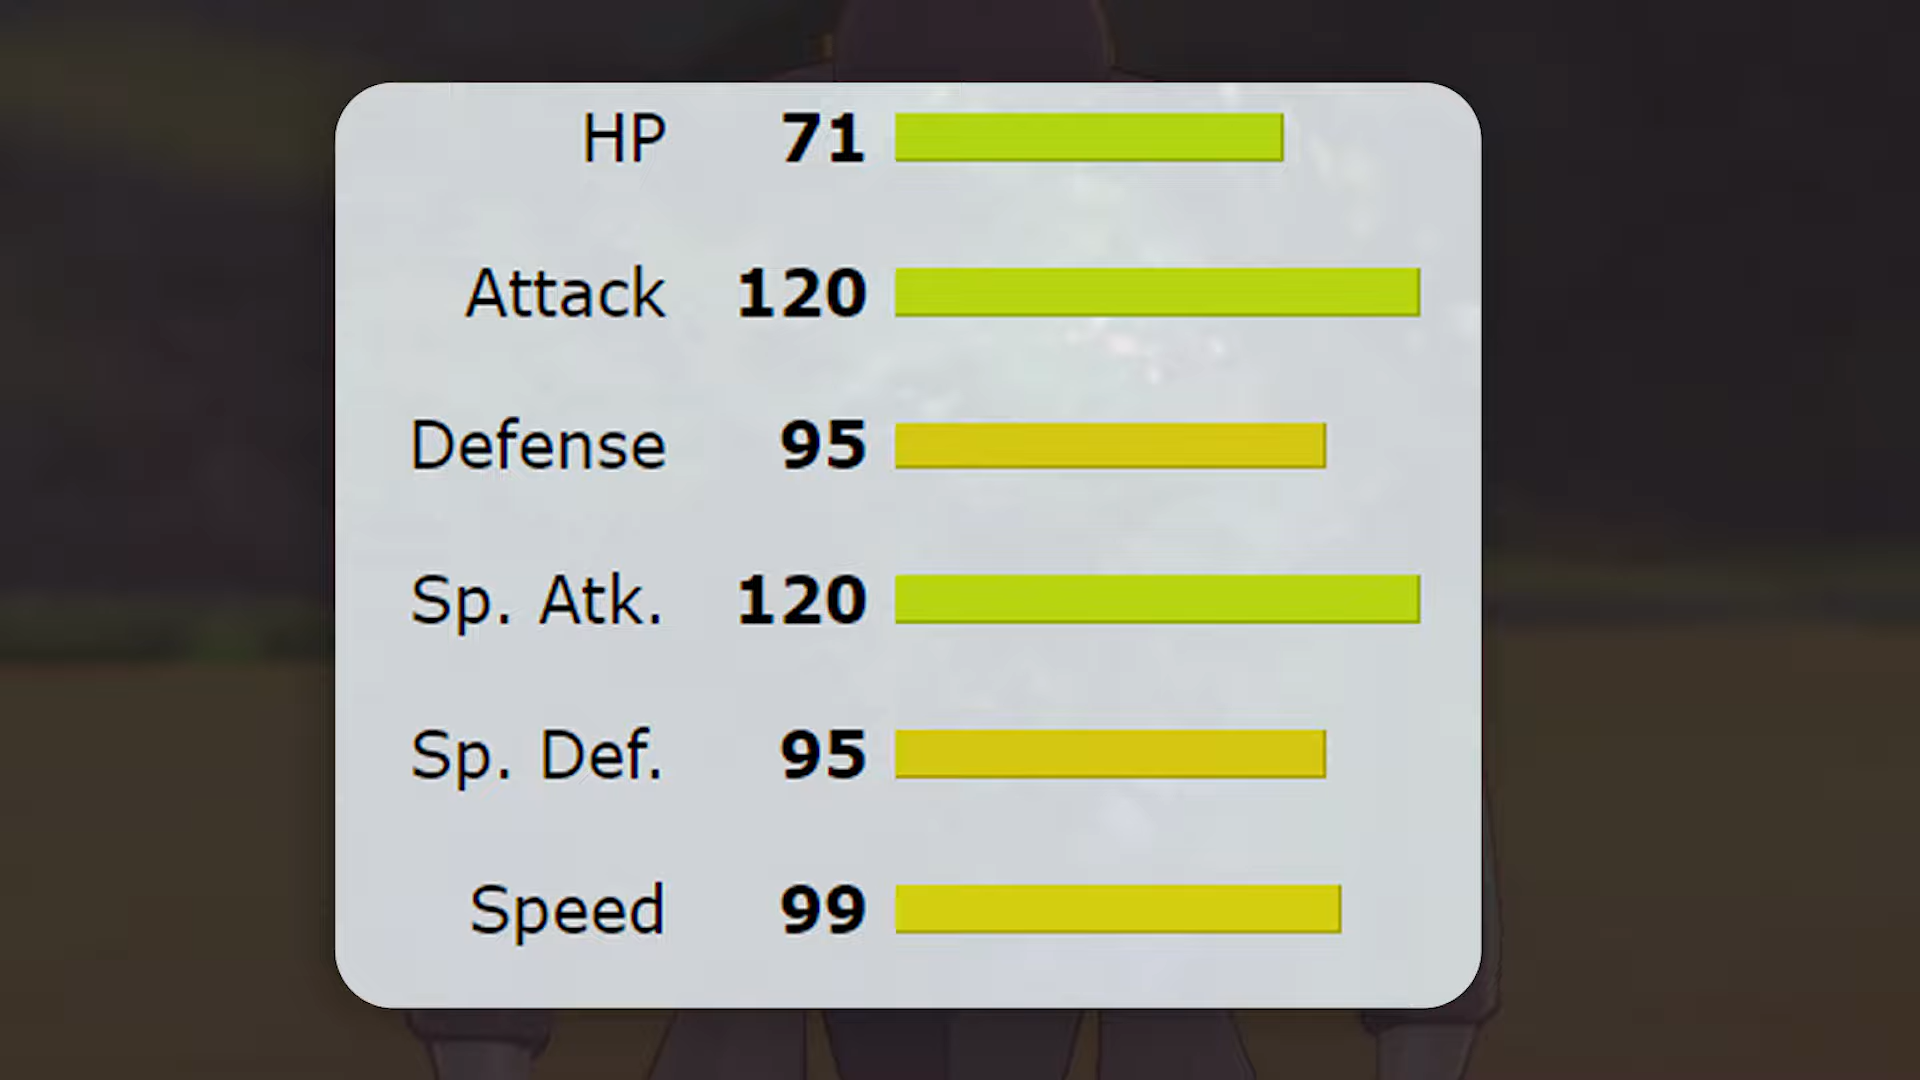 HP 71
Attack 120
Defense 95
Sp. Atk. 120
Sp. Def. 95
Speed 99